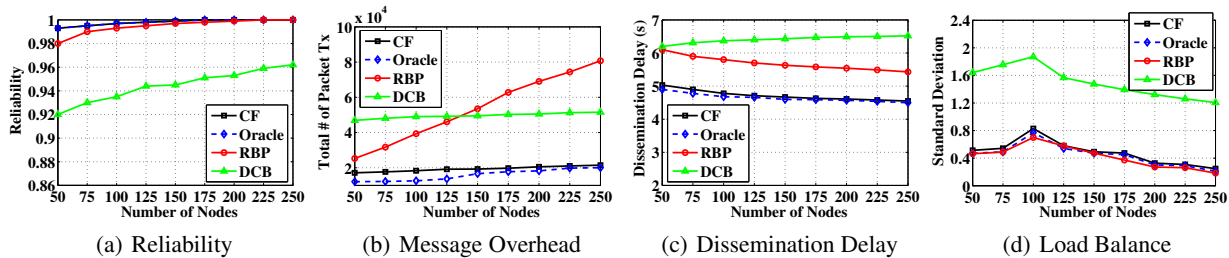 Reliability
1
0.98
0.96
0.94
0.92
0.9
0.88
0.86
CF
Oracle
RBP
DCB
50 75 100 125 150 175 200 225 250
Number of Nodes
(a) Reliability
x 10⁴
Total # of Packet Tx
10
8
6
4
2
0
CF
Oracle
RBP
DCB
50 75 100 125 150 175 200 225 250
Number of Nodes
(b) Message Overhead
Dissemination Delay (s)
7
6
5
4
3
2
CF
Oracle
RBP
DCB
50 75 100 125 150 175 200 225 250
Number of Nodes
(c) Dissemination Delay
Standard Deviation
2.4
2
1.6
1.2
0.8
0.4
0
CF
Oracle
RBP
DCB
50 75 100 125 150 175 200 225 250
Number of Nodes
(d) Load Balance